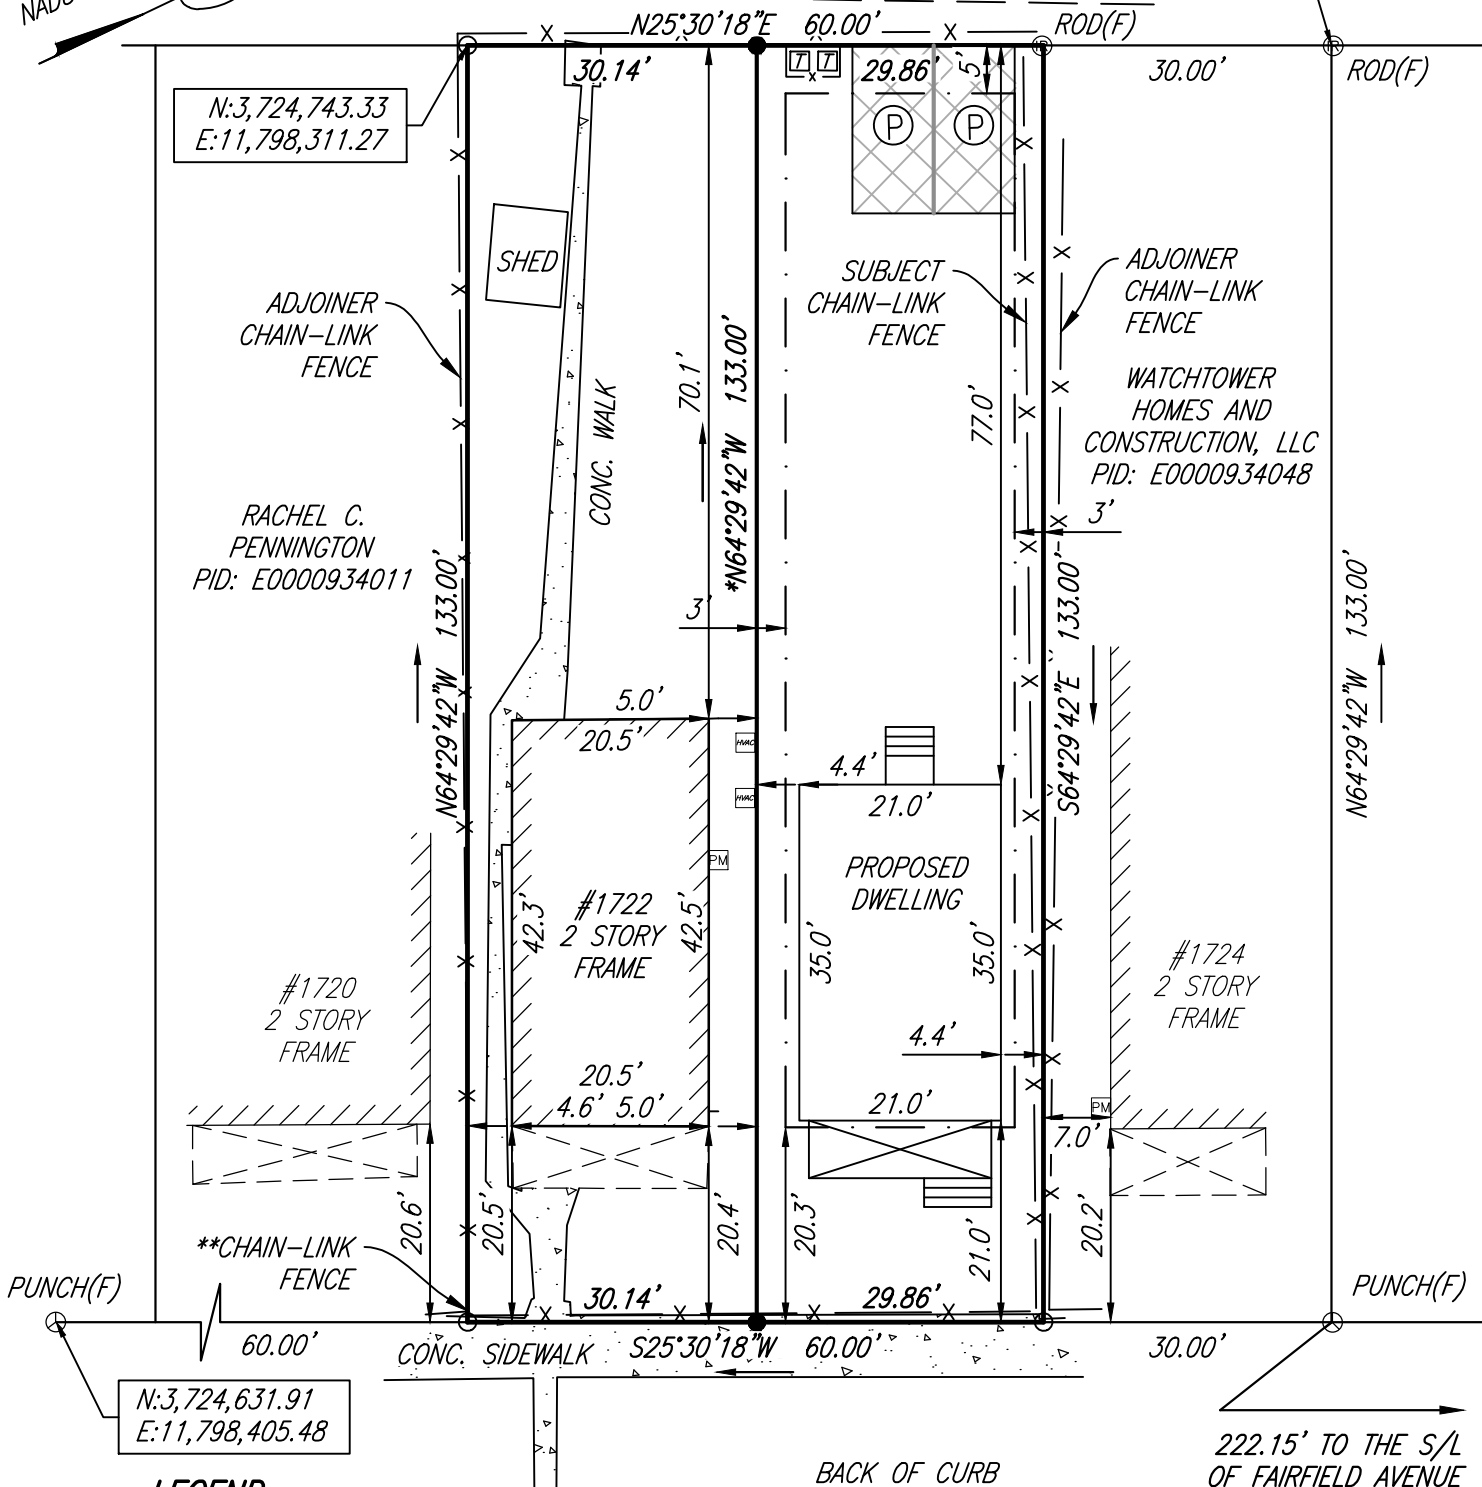 NAD8
N25°30'18"E 60.00'
ROD(F)
30.14'
29.86'
5'
30.00'
ROD(F)
N:3,724,743.33
E:11,798,311.27
T T
P P
SHED
ADJOINER
CHAIN-LINK
FENCE
SUBJECT
CHAIN-LINK
FENCE
ADJOINER
CHAIN-LINK
FENCE
70.1'
*N64°29'42"W 133.00'
77.0'
CONC. WALK
WATCHTOWER
HOMES AND
CONSTRUCTION, LLC
PID: E0000934048
3'
RACHEL C.
PENNINGTON
PID: E0000934011
N64°29'42"W 133.00'
3'
S64°29'42"E 133.00'
N64°29'42"W 133.00'
5.0'
20.5'
HVAC
HVAC
4.4'
21.0'
PM
PROPOSED
DWELLING
#1722
2 STORY
FRAME
42.3'
42.5'
35.0'
35.0'
#1720
2 STORY
FRAME
#1724
2 STORY
FRAME
4.4'
20.5'
4.6' 5.0'
21.0'
PM
7.0'
20.6'
20.5'
20.4'
20.3'
21.0'
20.2'
**CHAIN-LINK
FENCE
PUNCH(F)
PUNCH(F)
30.14'
29.86'
60.00'
CONC. SIDEWALK
S25°30'18"W 60.00'
30.00'
N:3,724,631.91
E:11,798,405.48
222.15' TO THE S/L
OF FAIRFIELD AVENUE
BACK OF CURB
LEGEND